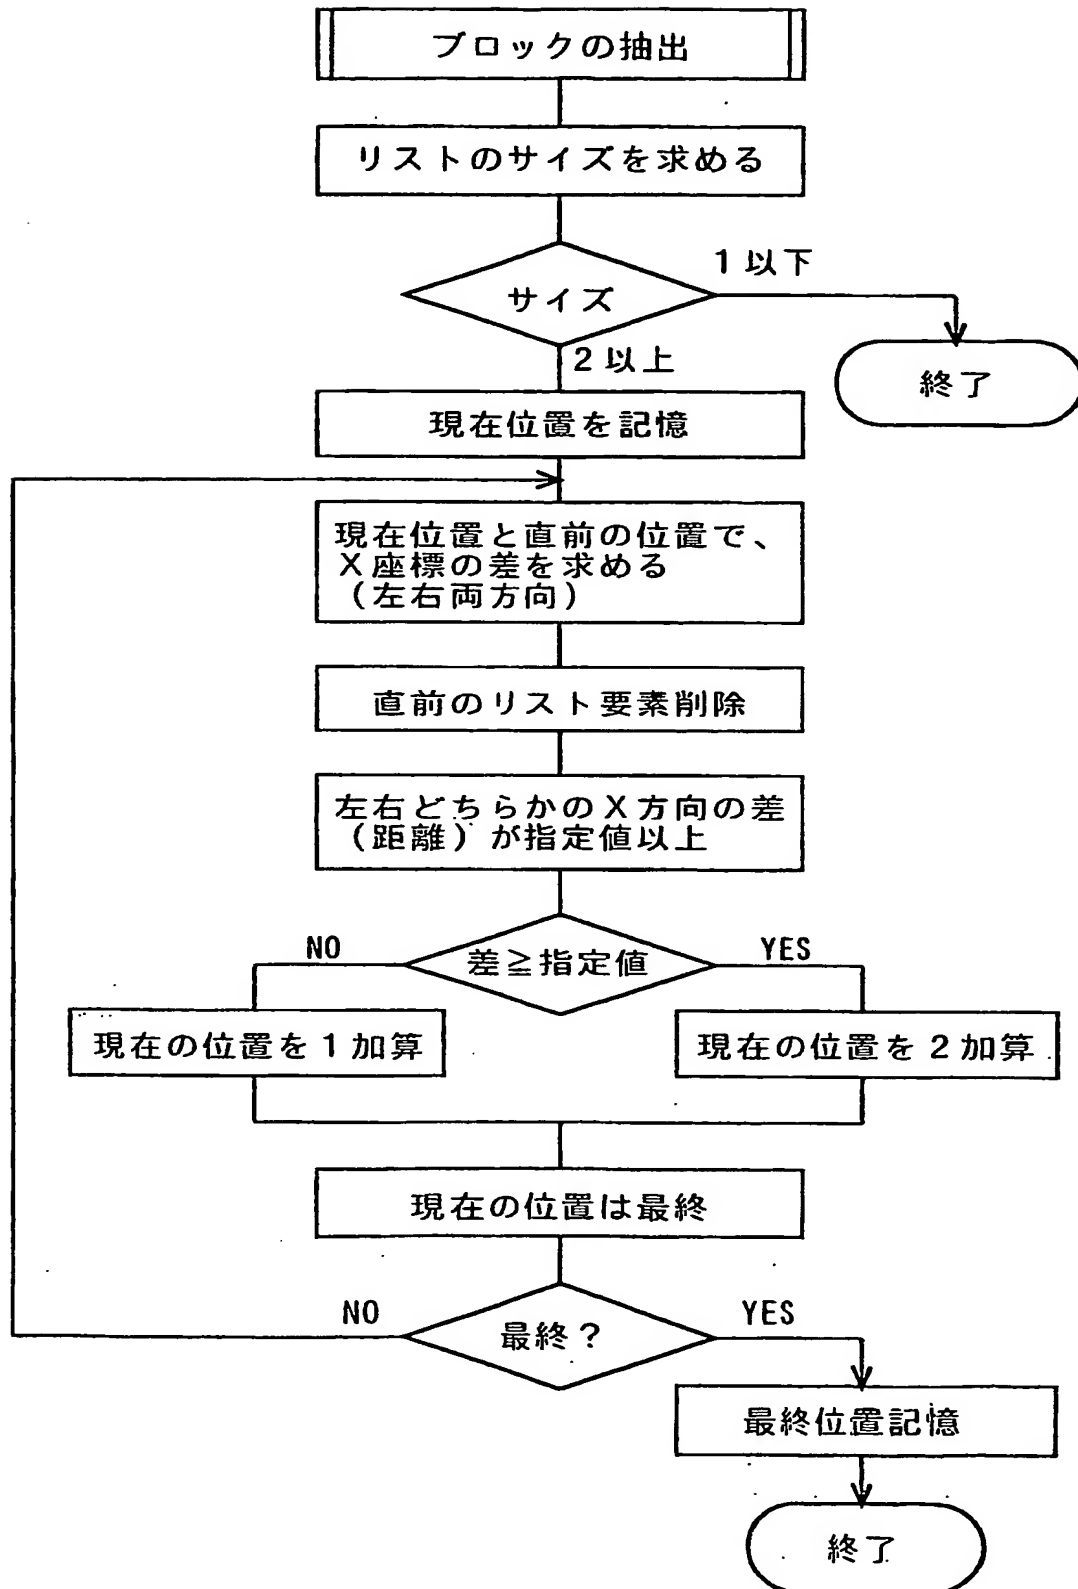 ブロックの抽出
リストのサイズを求める
サイズ
1以下
終了
2以上
現在位置を記憶
現在位置と直前の位置で、
X座標の差を求める
(左右両方向)
直前のリスト要素削除
左右どちらかのX方向の差
(距離)が指定値以上
差≧指定値
NO
YES
現在の位置を1加算
現在の位置を2加算
現在の位置は最終
最終?
NO
YES
最終位置記憶
終了